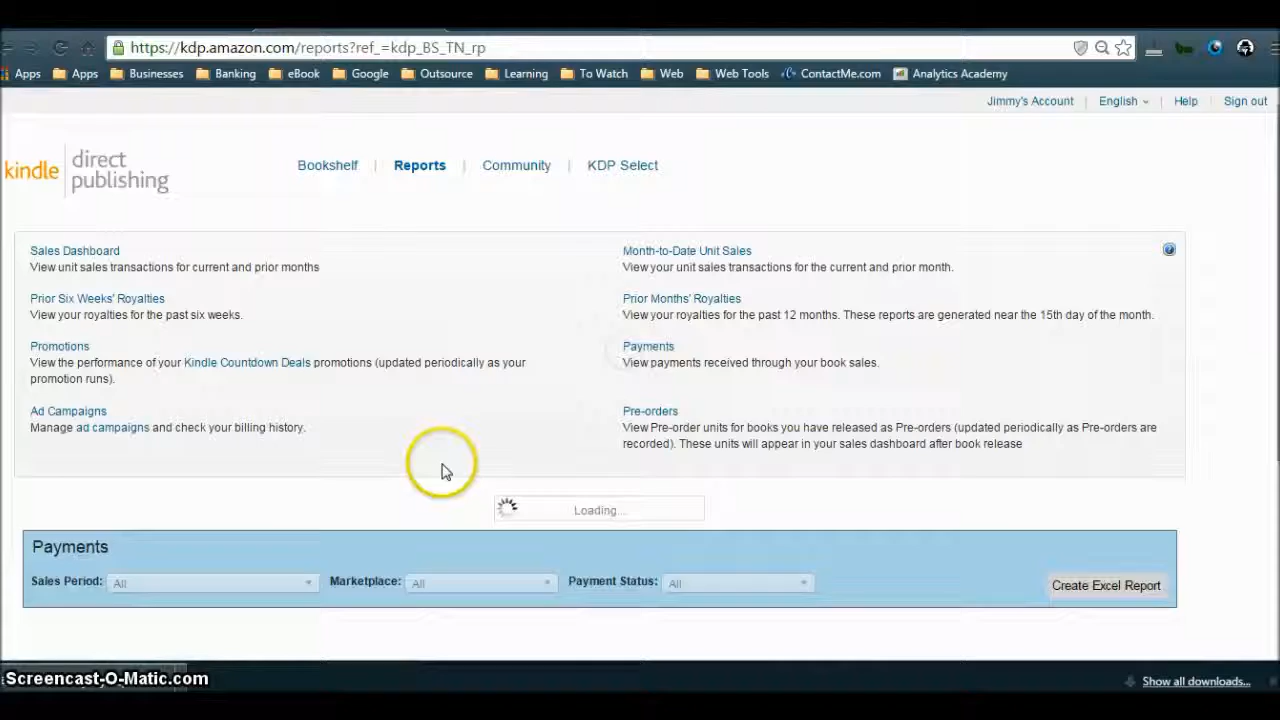 https://kdp.amazon.com/reports?ref_=kdp_BS_TN_rp
Apps Apps Businesses Banking eBook Google Outsource Learning To Watch Web Web Tools ContactMe.com Analytics Academy
Jimmy's Account English Help Sign out
kindle direct publishing
Bookshelf | Reports | Community | KDP Select
Sales Dashboard
View unit sales transactions for current and prior months
Month-to-Date Unit Sales
View your unit sales transactions for the current and prior month.
Prior Six Weeks' Royalties
View your royalties for the past six weeks.
Prior Months' Royalties
View your royalties for the past 12 months. These reports are generated near the 15th day of the month.
Promotions
View the performance of your Kindle Countdown Deals promotions (updated periodically as your
promotion runs).
Payments
View payments received through your book sales.
Ad Campaigns
Manage ad campaigns and check your billing history.
Pre-orders
View Pre-order units for books you have released as Pre-orders (updated periodically as Pre-orders are
recorded). These units will appear in your sales dashboard after book release
Loading...
Payments
Sales Period: All Marketplace: All Payment Status: All Create Excel Report
Screencast-O-Matic.com
Show all downloads...